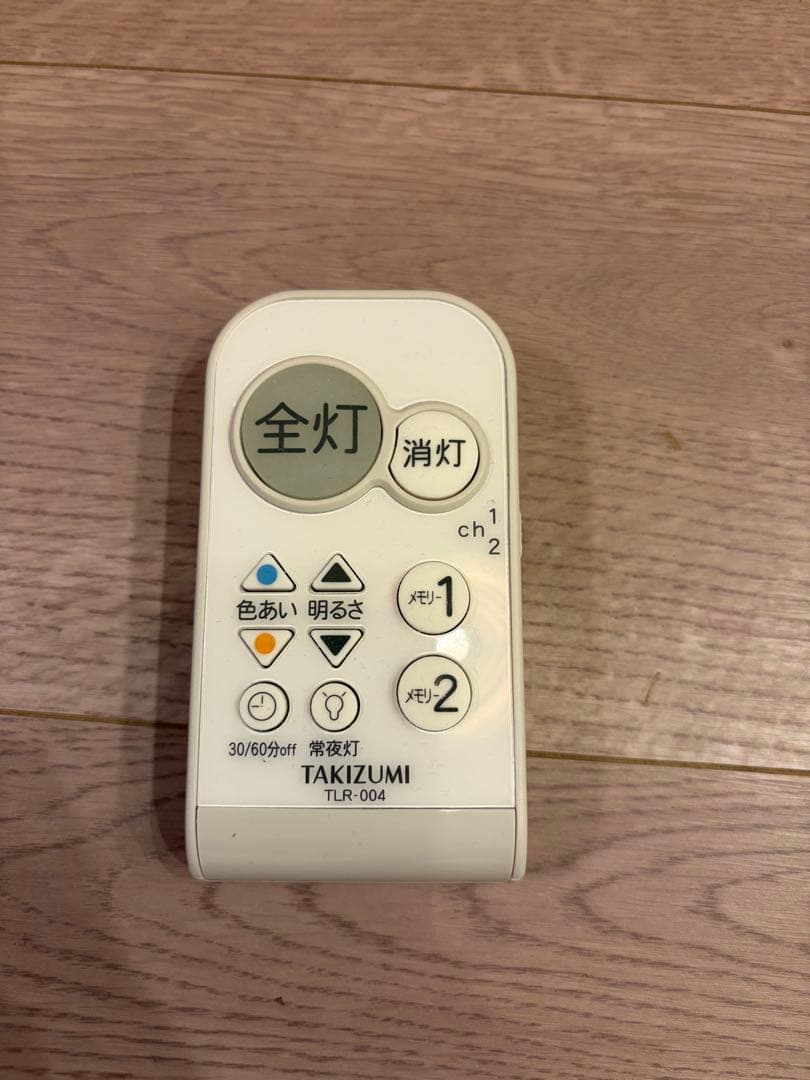 全灯
消灯
ch 1
2
色あい 明るさ
メモリー1
メモリー2
30/60分off 常夜灯
TAKIZUMI
TLR-004